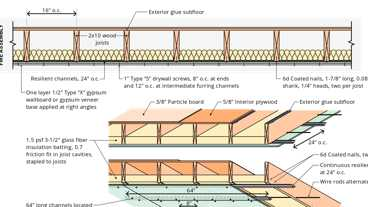 16" o.c.
Exterior glue subfloor
2x10 wood
joists
FIRE ASSEMBLY
Resilient channels, 24" o.c.
1" Type "S" drywall screws, 8" o.c. at ends
and 12" o.c. at intermediate furring channels
6d Coated nails, 1-7/8" long, 0.08
shank, 1/4" heads, two per joist
One layer 1/2" Type "X" gypsum
wallboard or gypsum veneer
base applied at right angles
3/8" Particle board
5/8" Interior plywood
Exterior glue subfloor
1.5 psf 3-1/2" glass fiber
insulation batting, 0.7
friction fit in joist cavities,
stapled to joists
24" o.c.
6d Coated nails,
Continuous
at 24" o.c.
Wire rods
64"
64" long channels located